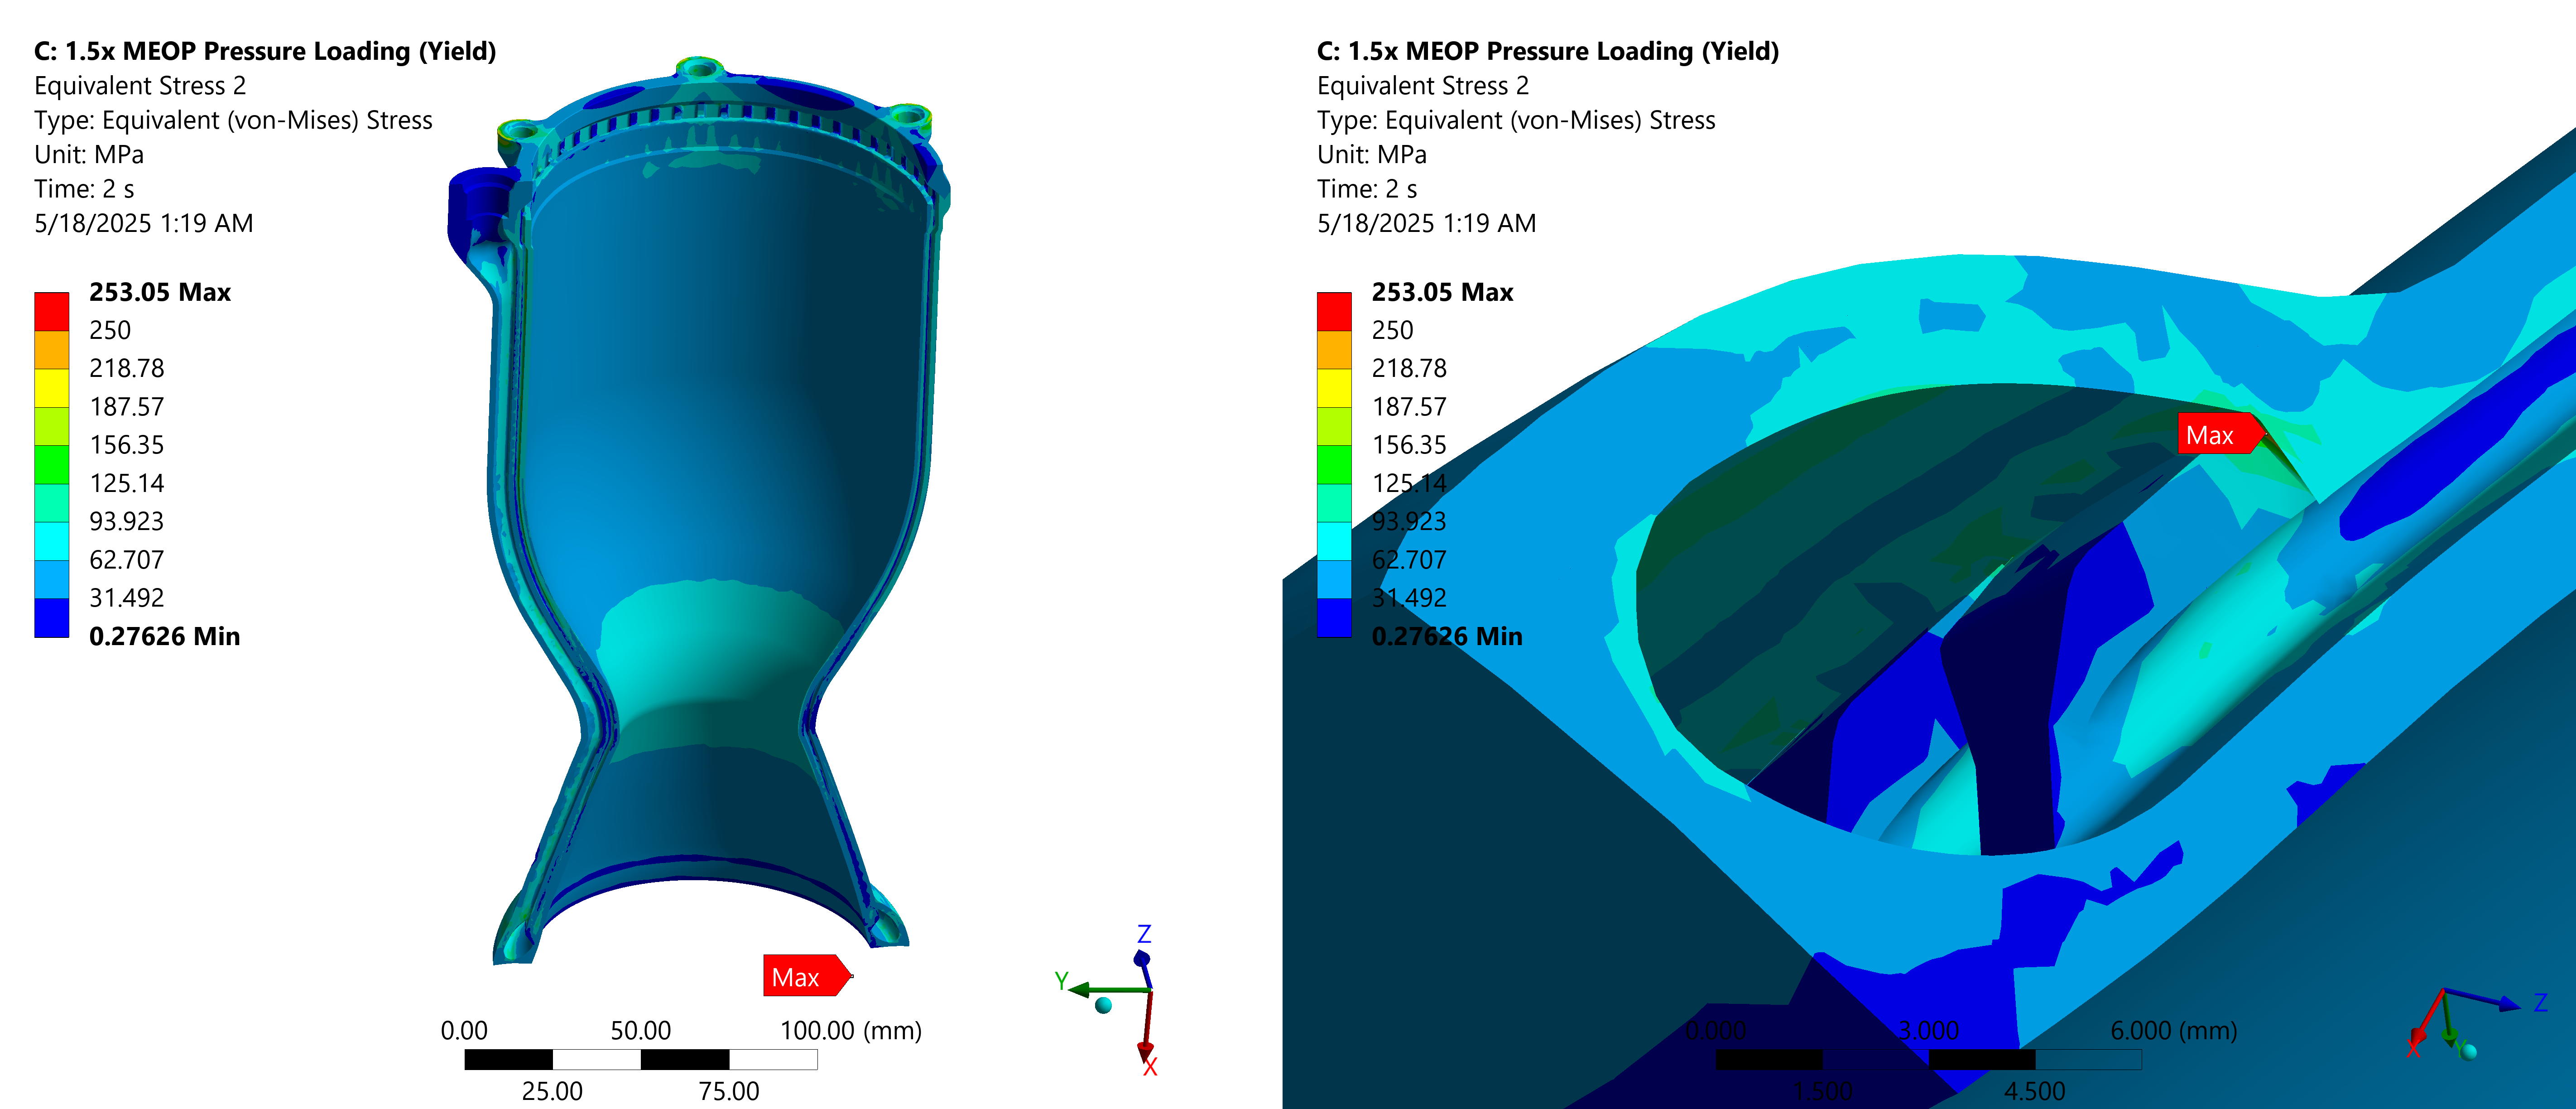 C: 1.5x MEOP Pressure Loading (Yield)
Equivalent Stress 2
Type: Equivalent (von-Mises) Stress
Unit: MPa
Time: 2 s
5/18/2025 1:19 AM
253.05 Max
250
218.78
187.57
156.35
125.14
93.923
62.707
31.492
0.27626 Min
Max
Z
Y
X
0.00 50.00 100.00 (mm)
25.00 75.00
C: 1.5x MEOP Pressure Loading (Yield)
Equivalent Stress 2
Type: Equivalent (von-Mises) Stress
Unit: MPa
Time: 2 s
5/18/2025 1:19 AM
253.05 Max
250
218.78
187.57
156.35
125.14
93.923
62.707
31.492
0.27626 Min
Max
Z
X
Y
0.000 3.000 6.000 (mm)
1.500 4.500